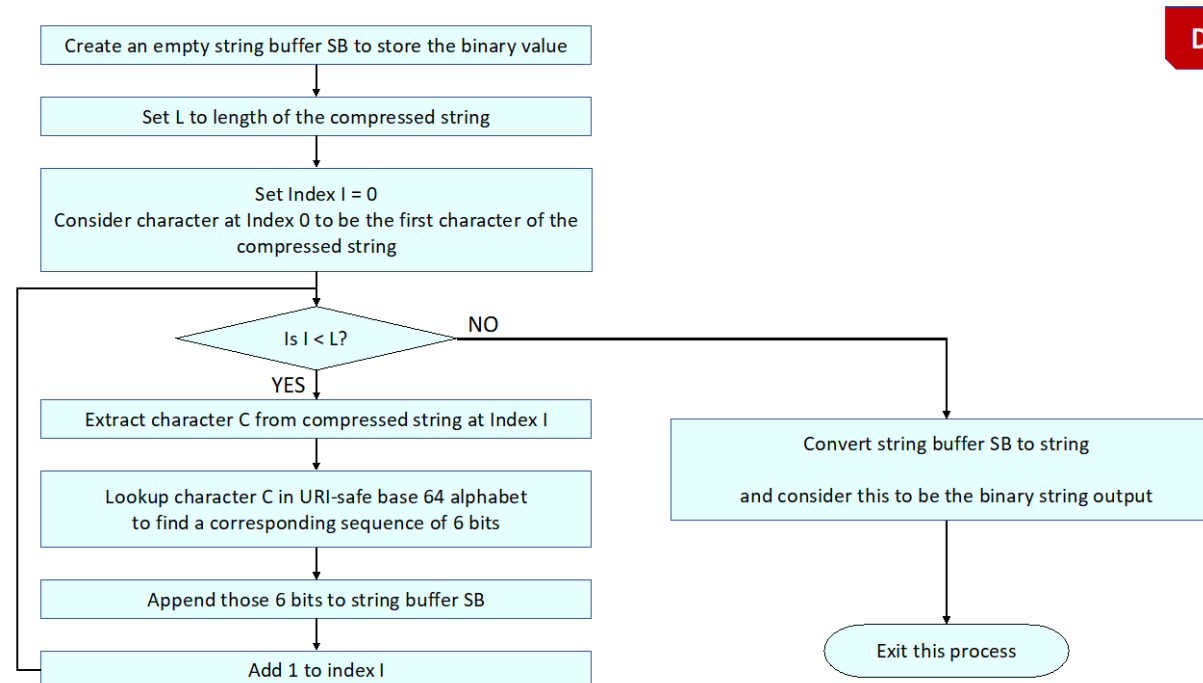 Create an empty string buffer SB to store the binary value
Set L to length of the compressed string
Set Index I = 0
Consider character at Index 0 to be the first character of the
compressed string
Is I < L?
NO
YES
Extract character C from compressed string at Index I
Lookup character C in URI-safe base 64 alphabet
to find a corresponding sequence of 6 bits
Append those 6 bits to string buffer SB
Add 1 to index I
Convert string buffer SB to string
and consider this to be the binary string output
Exit this process
D